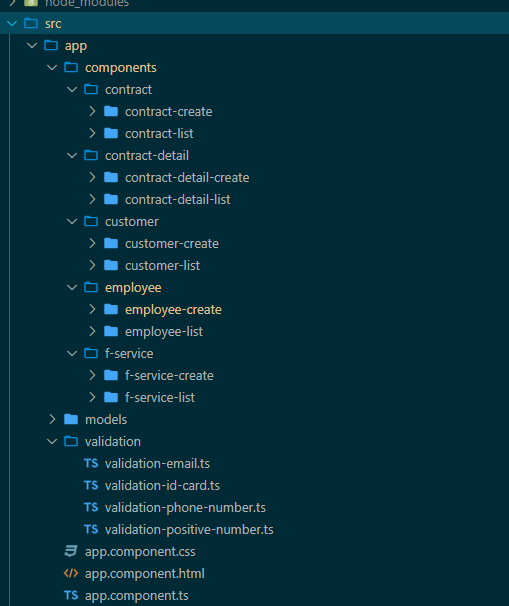 node_modules
src
app
components
contract
contract-create
contract-list
contract-detail
contract-detail-create
contract-detail-list
customer
customer-create
customer-list
employee
employee-create
employee-list
f-service
f-service-create
f-service-list
models
validation
TS validation-email.ts
TS validation-id-card.ts
TS validation-phone-number.ts
TS validation-positive-number.ts
app.component.css
app.component.html
TS app.component.ts